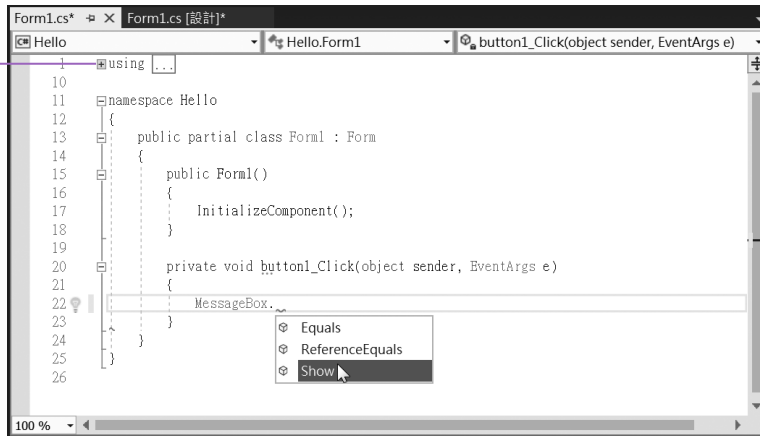 Form1.cs* Form1.cs [設計]*
C# Hello Hello.Form1 button1_Click(object sender, EventArgs e)
1 using ...
10
11 namespace Hello
12 {
13 public partial class Form1 : Form
14 {
15 public Form1()
16 {
17 InitializeComponent();
18 }
19
20 private void button1_Click(object sender, EventArgs e)
21 {
22 MessageBox.
23 }
24 }
25 }
26
Equals
ReferenceEquals
Show
100 %